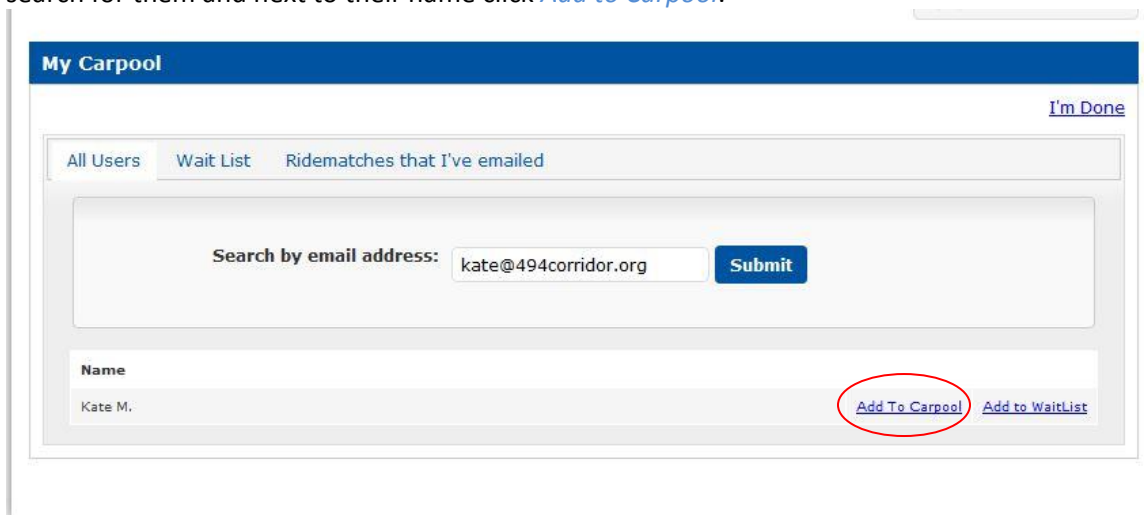 search for them and next to their name click Add to Carpool.
My Carpool
I'm Done
All Users Wait List Ridematches that I've emailed
Search by email address: kate@494corridor.org Submit
Name
Kate M. Add To Carpool Add to WaitList